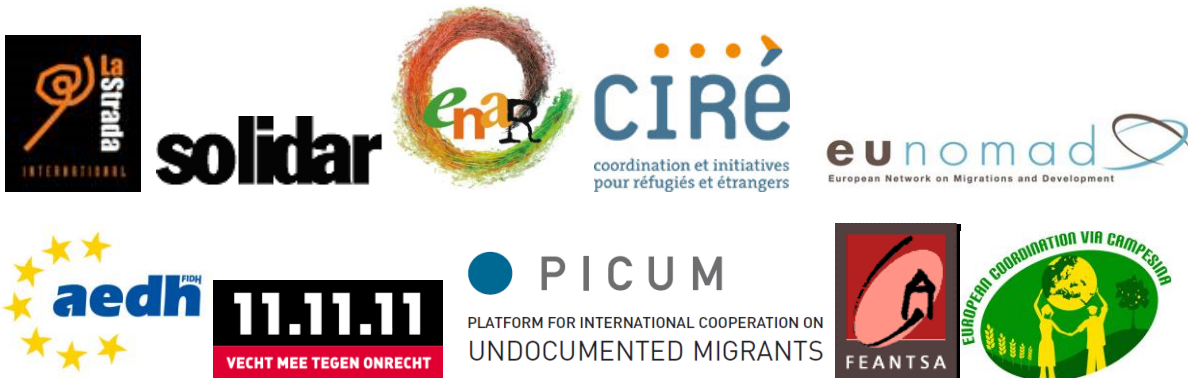 La Strada
INTERNATIONAL
solidar
enaR
CIRé
coordination et initiatives
pour réfugiés et étrangers
eunomad
European Network on Migrations and Development
aedh
FIDH
11.11.11
VECHT MEE TEGEN ONRECHT
PICUM
PLATFORM FOR INTERNATIONAL COOPERATION ON
UNDOCUMENTED MIGRANTS
FEANTSA
EUROPEAN COORDINATION VIA CAMPESINA